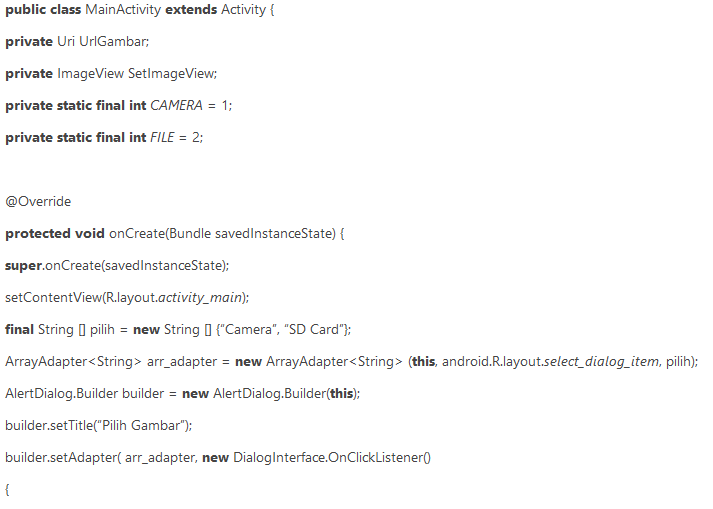 public class MainActivity extends Activity {
private Uri UrlGambar;
private ImageView SetImageView;
private static final int CAMERA = 1;
private static final int FILE = 2;
@Override
protected void onCreate(Bundle savedInstanceState) {
super.onCreate(savedInstanceState);
setContentView(R.layout.activity_main);
final String [] pilih = new String [] {“Camera”, “SD Card”};
ArrayAdapter<String> arr_adapter = new ArrayAdapter<String> (this, android.R.layout.select_dialog_item, pilih);
AlertDialog.Builder builder = new AlertDialog.Builder(this);
builder.setTitle(“Pilih Gambar”);
builder.setAdapter( arr_adapter, new DialogInterface.OnClickListener()
{